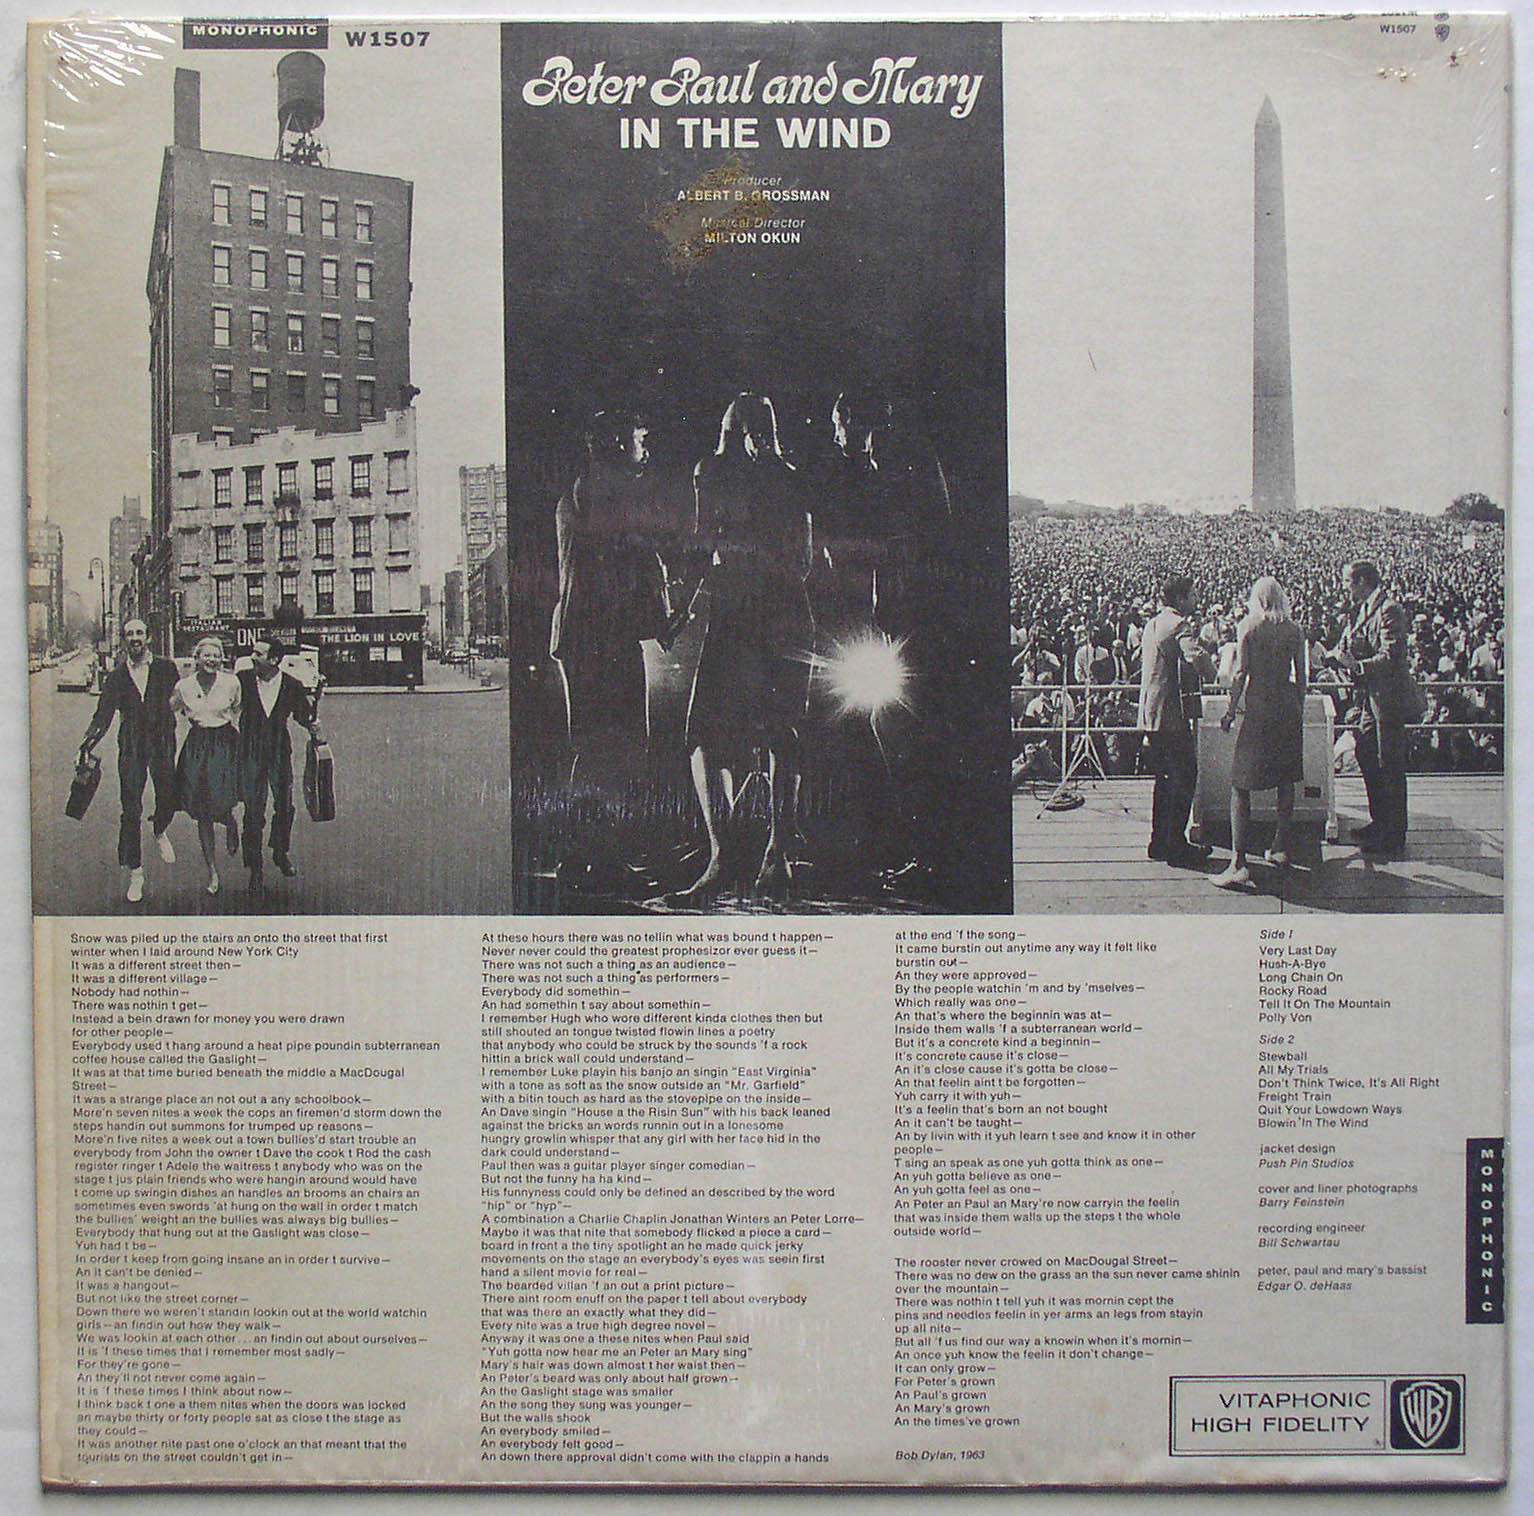 MONOPHONIC
W1507
W1507
Peter Paul and Mary
IN THE WIND
Producer
ALBERT B. GROSSMAN
Musical Director
MILTON OKUN
ITALIAN
RESTAURANT
THE LION IN LOVE
Snow was piled up the stairs an onto the street that first
winter when I laid around New York City
It was a different street then—
It was a different village—
Nobody had nothin—
There was nothin t get—
Instead a bein drawn for money you were drawn
for other people—
Everybody used t hang around a heat pipe poundin subterranean
coffee house called the Gaslight—
It was at that time buried beneath the middle a MacDougal
Street—
It was a strange place an not out a any schoolbook—
More'n seven nites a week the cops an firemen'd storm down the
steps handin out summons for trumped up reasons—
More'n five nites a week out a town bullies'd start trouble an
everybody from John the owner t Dave the cook t Rod the cash
register ringer t Adele the waitress t anybody who was on the
stage t jus plain friends who were hangin around would have
t come up swingin dishes an handles an brooms an chairs an
sometimes even swords 'at hung on the wall in order t match
the bullies' weight an the bullies was always big bullies—
Everybody that hung out at the Gaslight was close—
Yuh had t be—
In order t keep from going insane an in order t survive—
An it can't be denied—
It was a hangout—
But not like the street corner—
Down there we weren't standin lookin out at the world watchin
girls—an findin out how they walk—
We was lookin at each other...an findin out about ourselves—
It is 'f these times that I remember most sadly—
For they're gone—
An they'll not never come again—
It is 'f these times I think about now—
I think back t one a them nites when the doors was locked
an maybe thirty or forty people sat as close t the stage as
they could—
It was another nite past one o'clock an that meant that the
tourists on the street couldn't get in—
At these hours there was no tellin what was bound t happen—
Never never could the greatest prophesizor ever guess it—
There was not such a thing as an audience—
There was not such a thing as performers—
Everybody did somethin—
An had somethin t say about somethin—
I remember Hugh who wore different kinda clothes then but
still shouted an tongue twisted flowin lines a poetry
that anybody who could be struck by the sounds 'f a rock
hittin a brick wall could understand—
I remember Luke playin his banjo an singin "East Virginia"
with a tone as soft as the snow outside an "Mr. Garfield"
with a bitin touch as hard as the stovepipe on the inside—
An Dave singin "House a the Risin Sun" with his back leaned
against the bricks an words runnin out in a lonesome
hungry growlin whisper that any girl with her face hid in the
dark could understand—
Paul then was a guitar player singer comedian—
But not the funny ha ha kind—
His funnyness could only be defined an described by the word
"hip" or "hyp"—
A combination a Charlie Chaplin Jonathan Winters an Peter Lorre—
Maybe it was that nite that somebody flicked a piece a card—
board in front a the tiny spotlight an he made quick jerky
movements on the stage an everybody's eyes was seein first
hand a silent movie for real—
The bearded villan 'f an out a print picture—
There aint room enuff on the paper t tell about everybody
that was there an exactly what they did—
Every nite was a true high degree novel—
Anyway it was one a these nites when Paul said
"Yuh gotta now hear me an Peter an Mary sing"
Mary's hair was down almost t her waist then—
An Peter's beard was only about half grown—
An the Gaslight stage was smaller
An the song they sung was younger—
But the walls shook
An everybody smiled—
An everybody felt good—
An down there approval didn't come with the clappin a hands
at the end 'f the song—
It came burstin out anytime any way it felt like
burstin out—
An they were approved—
By the people watchin 'm and by 'mselves—
Which really was one—
An that's where the beginnin was at—
Inside them walls 'f a subterranean world—
But it's a concrete kind a beginnin—
It's concrete cause it's close—
An it's close cause it's gotta be close—
An that feelin aint t be forgotten—
Yuh carry it with yuh—
It's a feelin that's born an not bought
An it can't be taught—
An by livin with it yuh learn t see and know it in other
people—
T sing an speak as one yuh gotta think as one—
An yuh gotta believe as one—
An yuh gotta feel as one—
An Peter an Paul an Mary're now carryin the feelin
that was inside them walls up the steps t the whole
outside world—
The rooster never crowed on MacDougal Street—
There was no dew on the grass an the sun never came shinin
over the mountain—
There was nothin t tell yuh it was mornin cept the
pins and needles feelin in yer arms an legs from stayin
up all nite—
But all 'f us find our way a knowin when it's mornin—
An once yuh know the feelin it don't change—
It can only grow—
For Peter's grown
An Paul's grown
An Mary's grown
An the times've grown
Bob Dylan, 1963
Side 1
Very Last Day
Hush-A-Bye
Long Chain On
Rocky Road
Tell It On The Mountain
Polly Von
Side 2
Stewball
All My Trials
Don't Think Twice, It's All Right
Freight Train
Quit Your Lowdown Ways
Blowin' In The Wind
jacket design
Push Pin Studios
cover and liner photographs
Barry Feinstein
recording engineer
Bill Schwartau
peter, paul and mary's bassist
Edgar O. deHaas
MONOPHONIC
VITAPHONIC
HIGH FIDELITY
WB